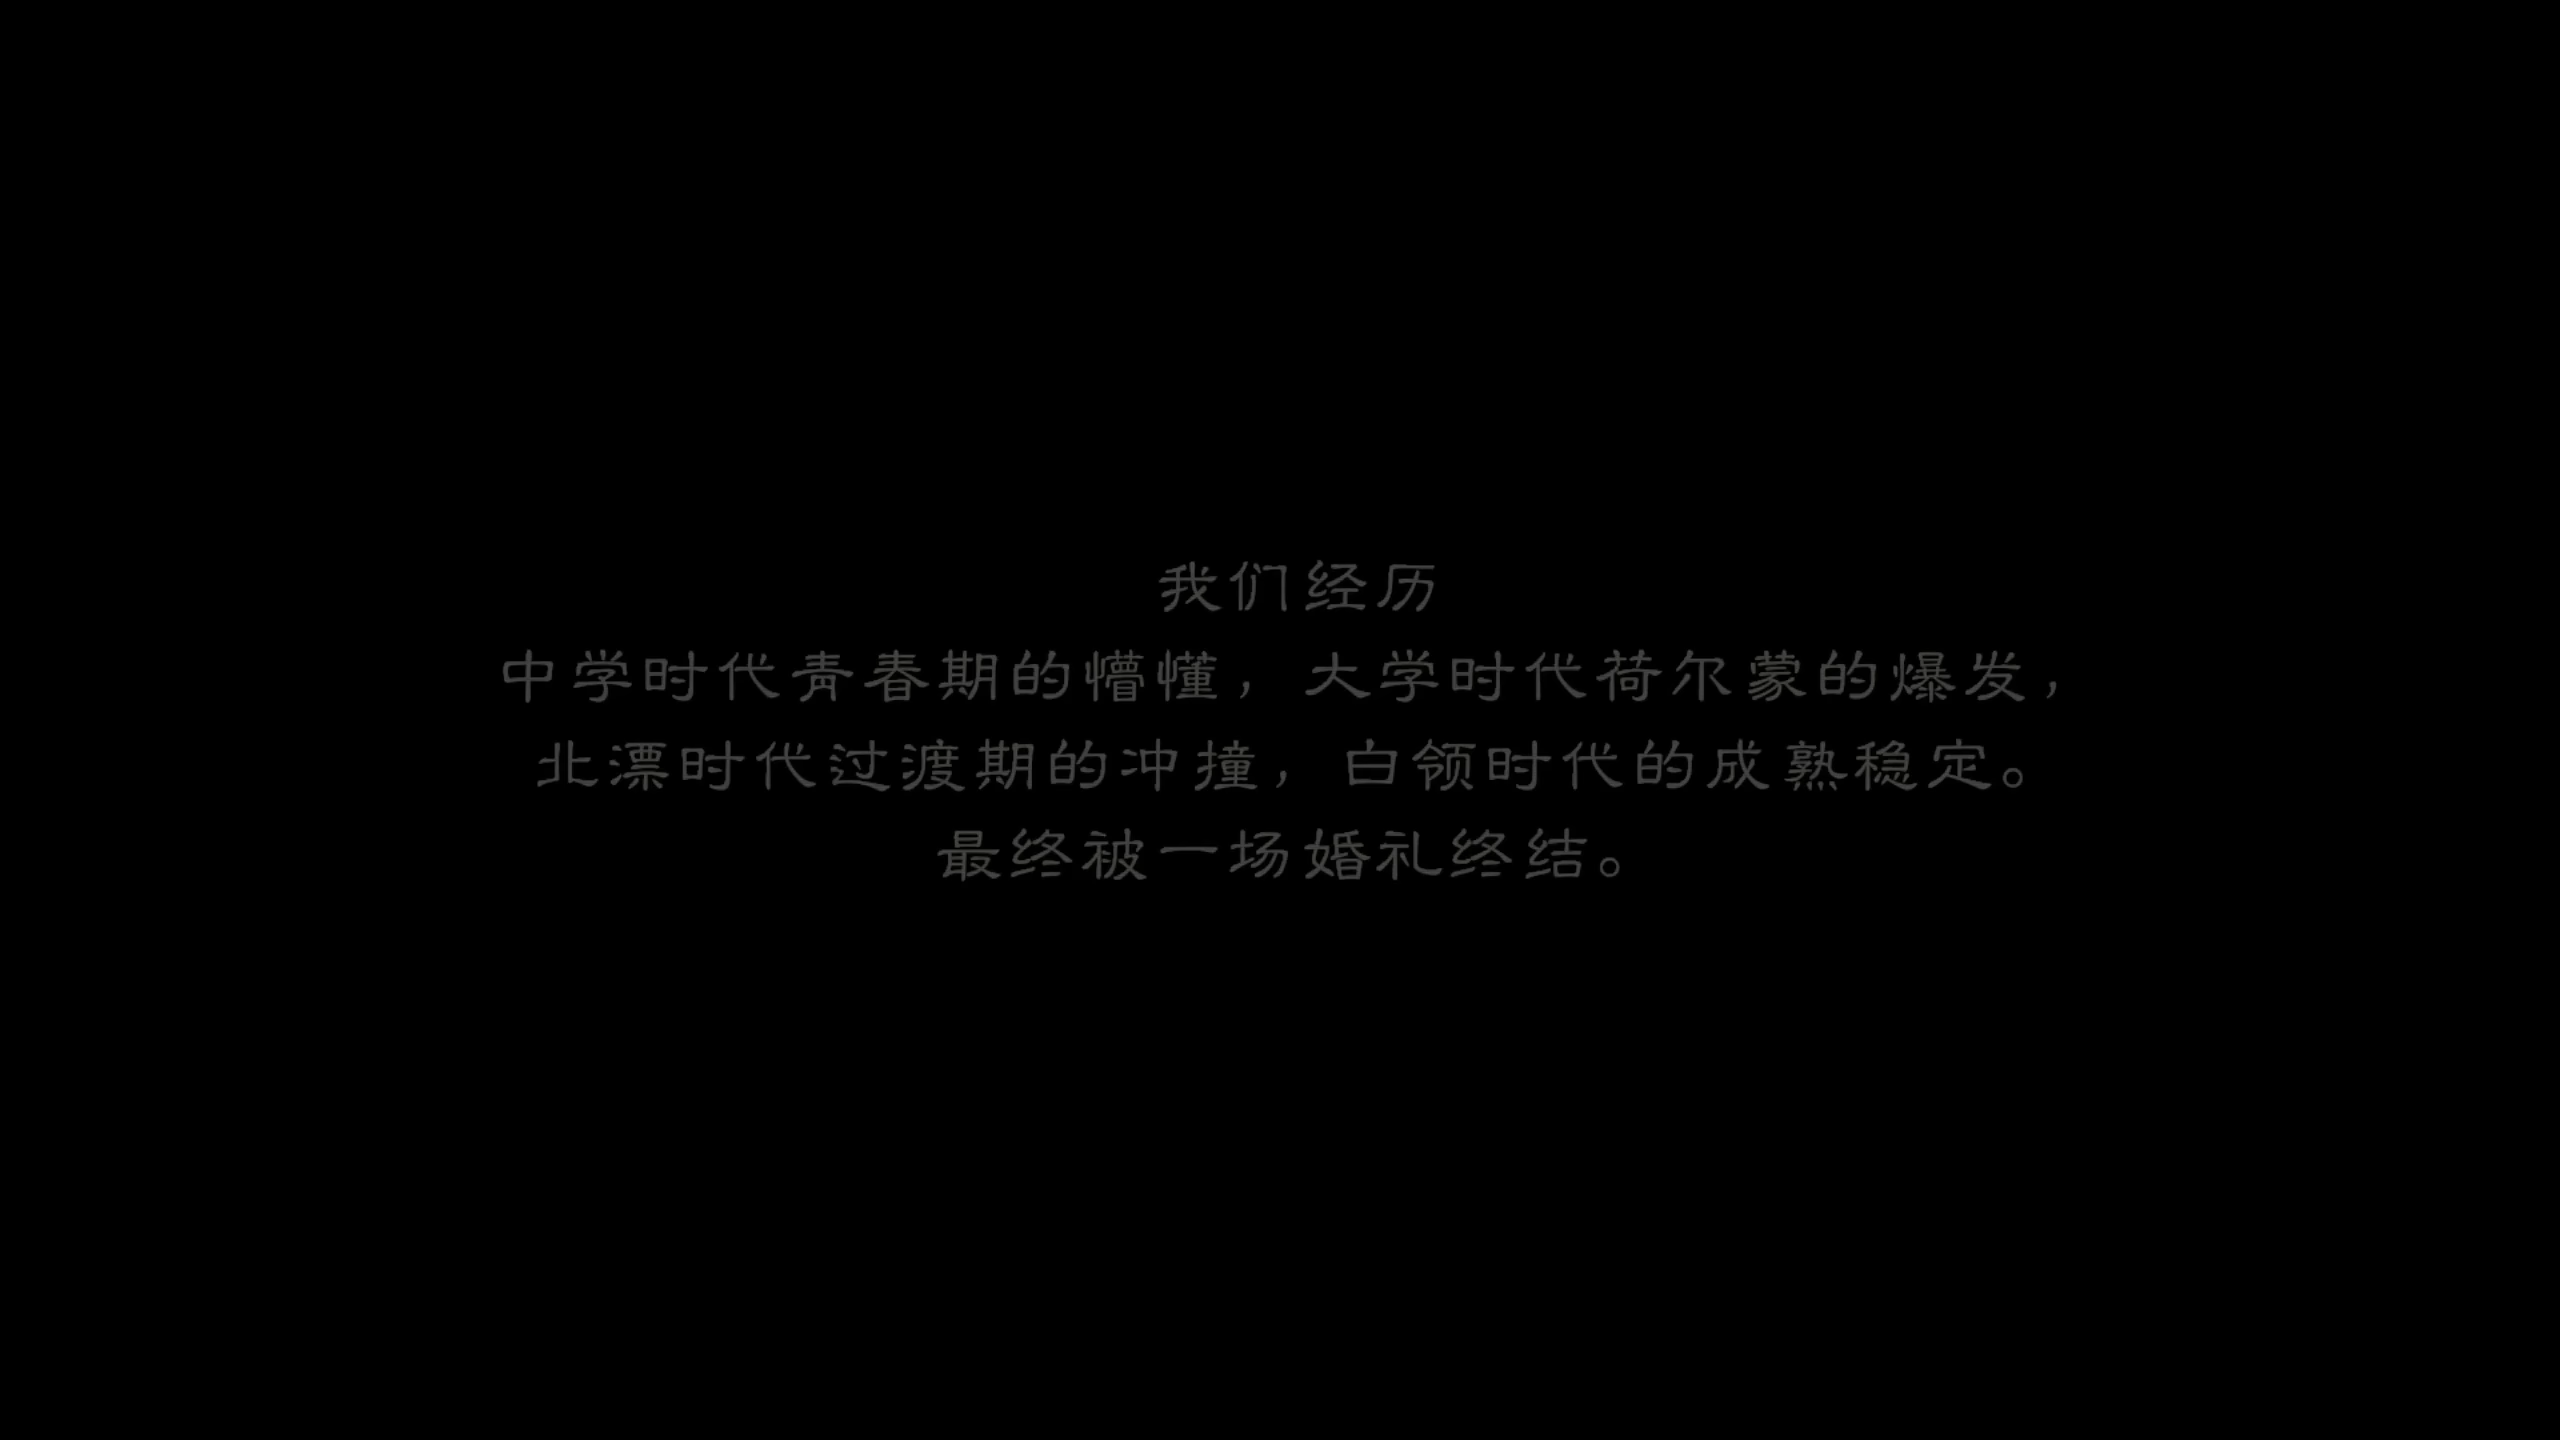 我们经历
中学时代青春期的懵懂，大学时代荷尔蒙的爆发，
北漂时代过渡期的冲撞，白领时代的成熟稳定。
最终被一场婚礼终结。